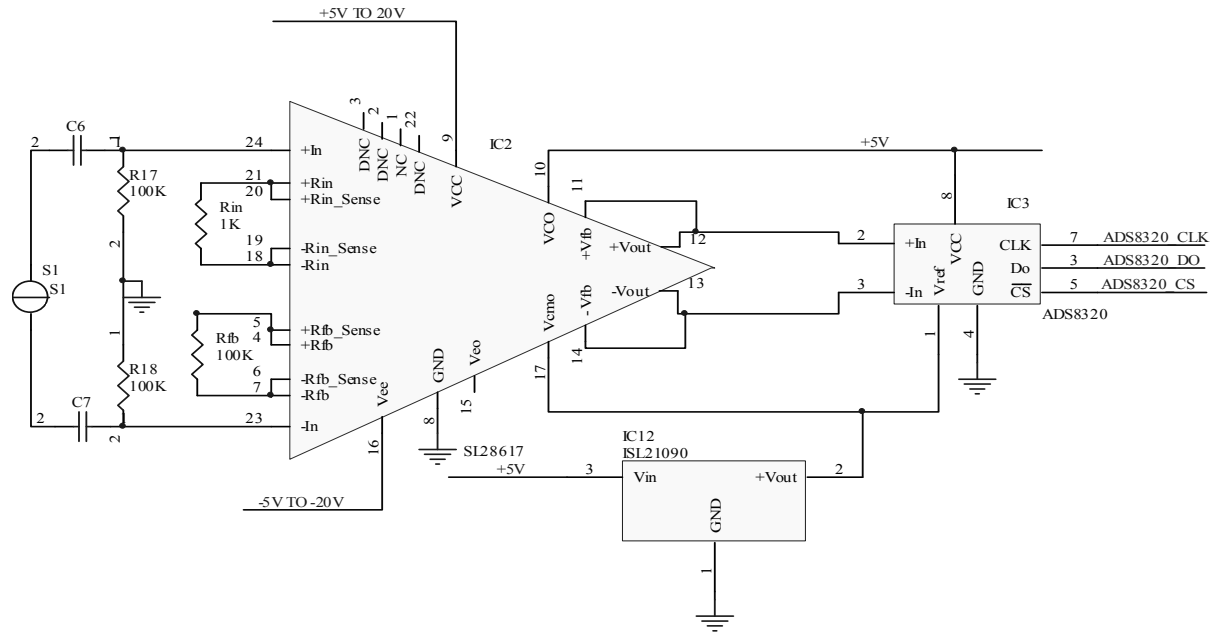 +5V TO 20V
3
2
1
22
DNC
DNC
NC
DNC
9
VCC
IC2
C6
2
1
24
+In
R17
100K
2
21
+Rin
20
+Rin_Sense
Rin
1K
19
-Rin_Sense
18
-Rin
S1
S1
5
+Rfb_Sense
4
+Rfb
Rfb
100K
6
-Rfb_Sense
7
-Rfb
1
R18
100K
C7
2
2
23
-In
Vee
16
GND
8
Veo
15
SL28617
-5V TO -20V
10
VCO
11
+Vfb
+Vout
12
-Vout
13
-Vfb
14
Vcmo
17
+5V
8
IC3
2
+In
VCC
CLK
7
ADS8320_CLK
Do
3
ADS8320_DO
3
-In
Vref
GND
CS
5
ADS8320_CS
ADS8320
1
4
IC12
ISL21090
+5V
3
Vin
+Vout
2
GND
1